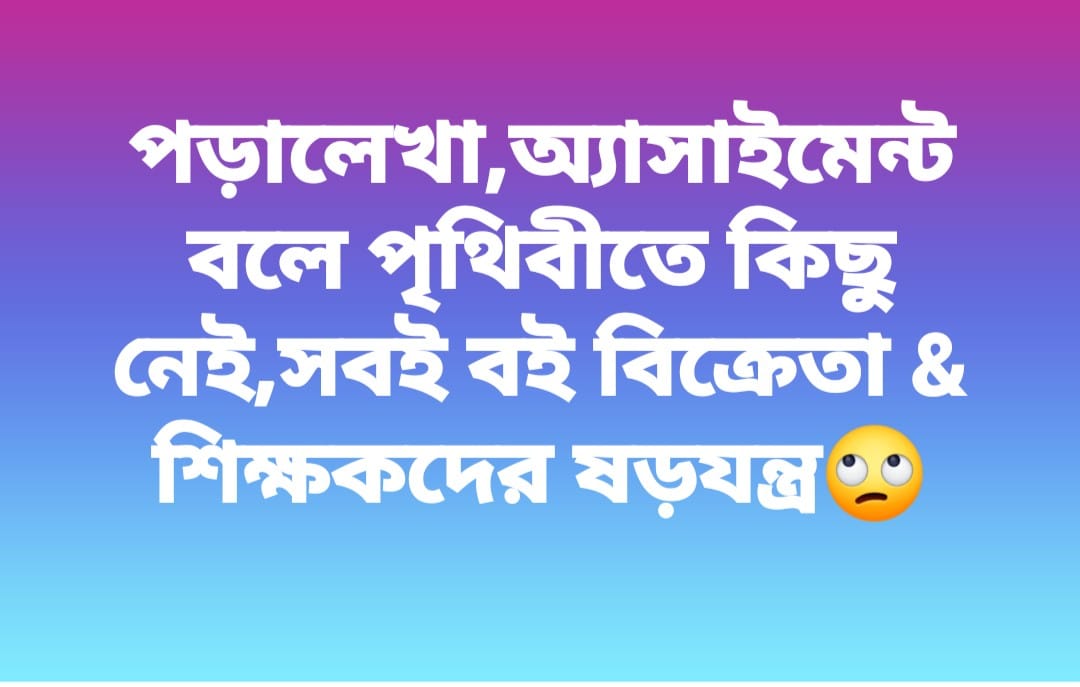 পড়ালেখা,অ্যাসাইমেন্ট
বলে পৃথিবীতে কিছু
নেই,সবই বই বিক্রেতা &
শিক্ষকদের ষড়যন্ত্র🙄